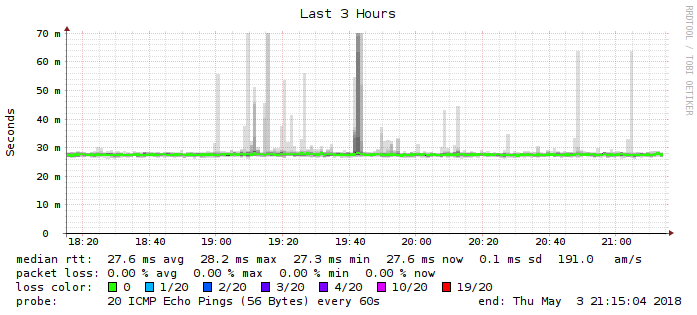 Last 3 Hours
RRDTOOL / TOBI OETIKER
Seconds
70 m
60 m
50 m
40 m
30 m
20 m
10 m
0
18:20 18:40 19:00 19:20 19:40 20:00 20:20 20:40 21:00
median rtt: 27.6 ms avg 28.2 ms max 27.3 ms min 27.6 ms now 0.1 ms sd 191.0 am/s
packet loss: 0.00 % avg 0.00 % max 0.00 % min 0.00 % now
loss color: 0 1/20 2/20 3/20 4/20 10/20 19/20
probe: 20 ICMP Echo Pings (56 Bytes) every 60s end: Thu May 3 21:15:04 2018